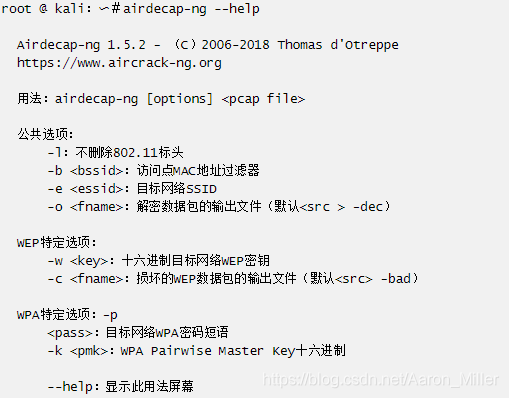 root @ kali：〜＃airdecap-ng --help
Airdecap-ng 1.5.2 - （C）2006-2018 Thomas d'Otreppe
https://www.aircrack-ng.org
用法：airdecap-ng [options] <pcap file>
公共选项：
-l：不删除802.11标头
-b <bssid>：访问点MAC地址过滤器
-e <essid>：目标网络SSID
-o <fname>：解密数据包的输出文件（默认<src > -dec）
WEP特定选项：
-w <key>：十六进制目标网络WEP密钥
-c <fname>：损坏的WEP数据包的输出文件（默认<src> -bad）
WPA特定选项：-p
<pass>：目标网络WPA密码短语
-k <pmk>：WPA Pairwise Master Key十六进制
--help：显示此用法屏幕
https://blog.csdn.net/Aaron_Miller